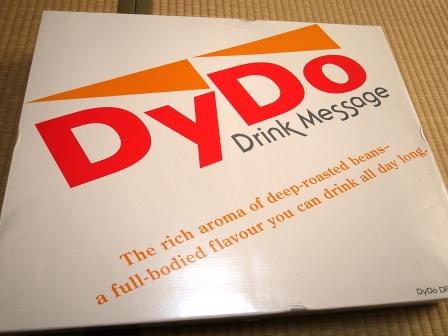 DyDo
Drink Message
The rich aroma of deep-roasted beans–
a full-bodied flavour you can drink all day long.
DyDo